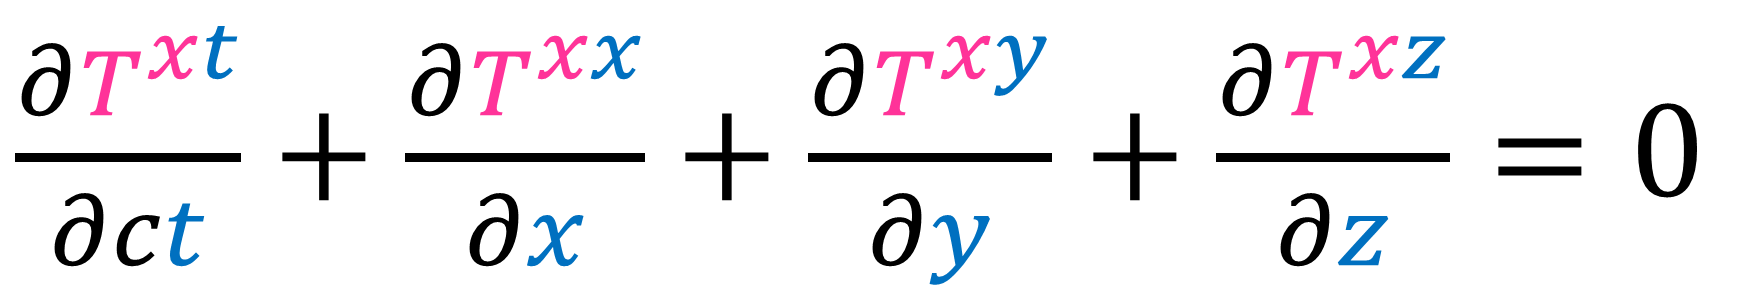 ∂T^{xt}/∂ct + ∂T^{xx}/∂x + ∂T^{xy}/∂y + ∂T^{xz}/∂z = 0